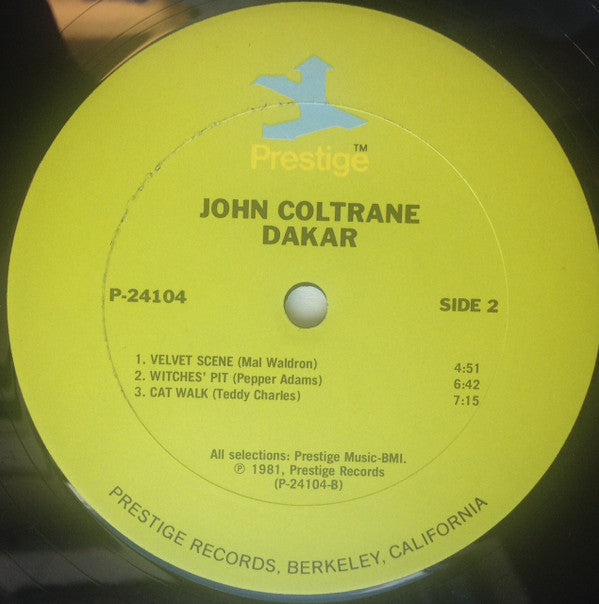 Prestige™
JOHN COLTRANE
DAKAR
P-24104
SIDE 2
1. VELVET SCENE (Mal Waldron) 4:51
2. WITCHES' PIT (Pepper Adams) 6:42
3. CAT WALK (Teddy Charles) 7:15
All selections: Prestige Music-BMI.
℗ 1981, Prestige Records
(P-24104-B)
PRESTIGE RECORDS, BERKELEY, CALIFORNIA